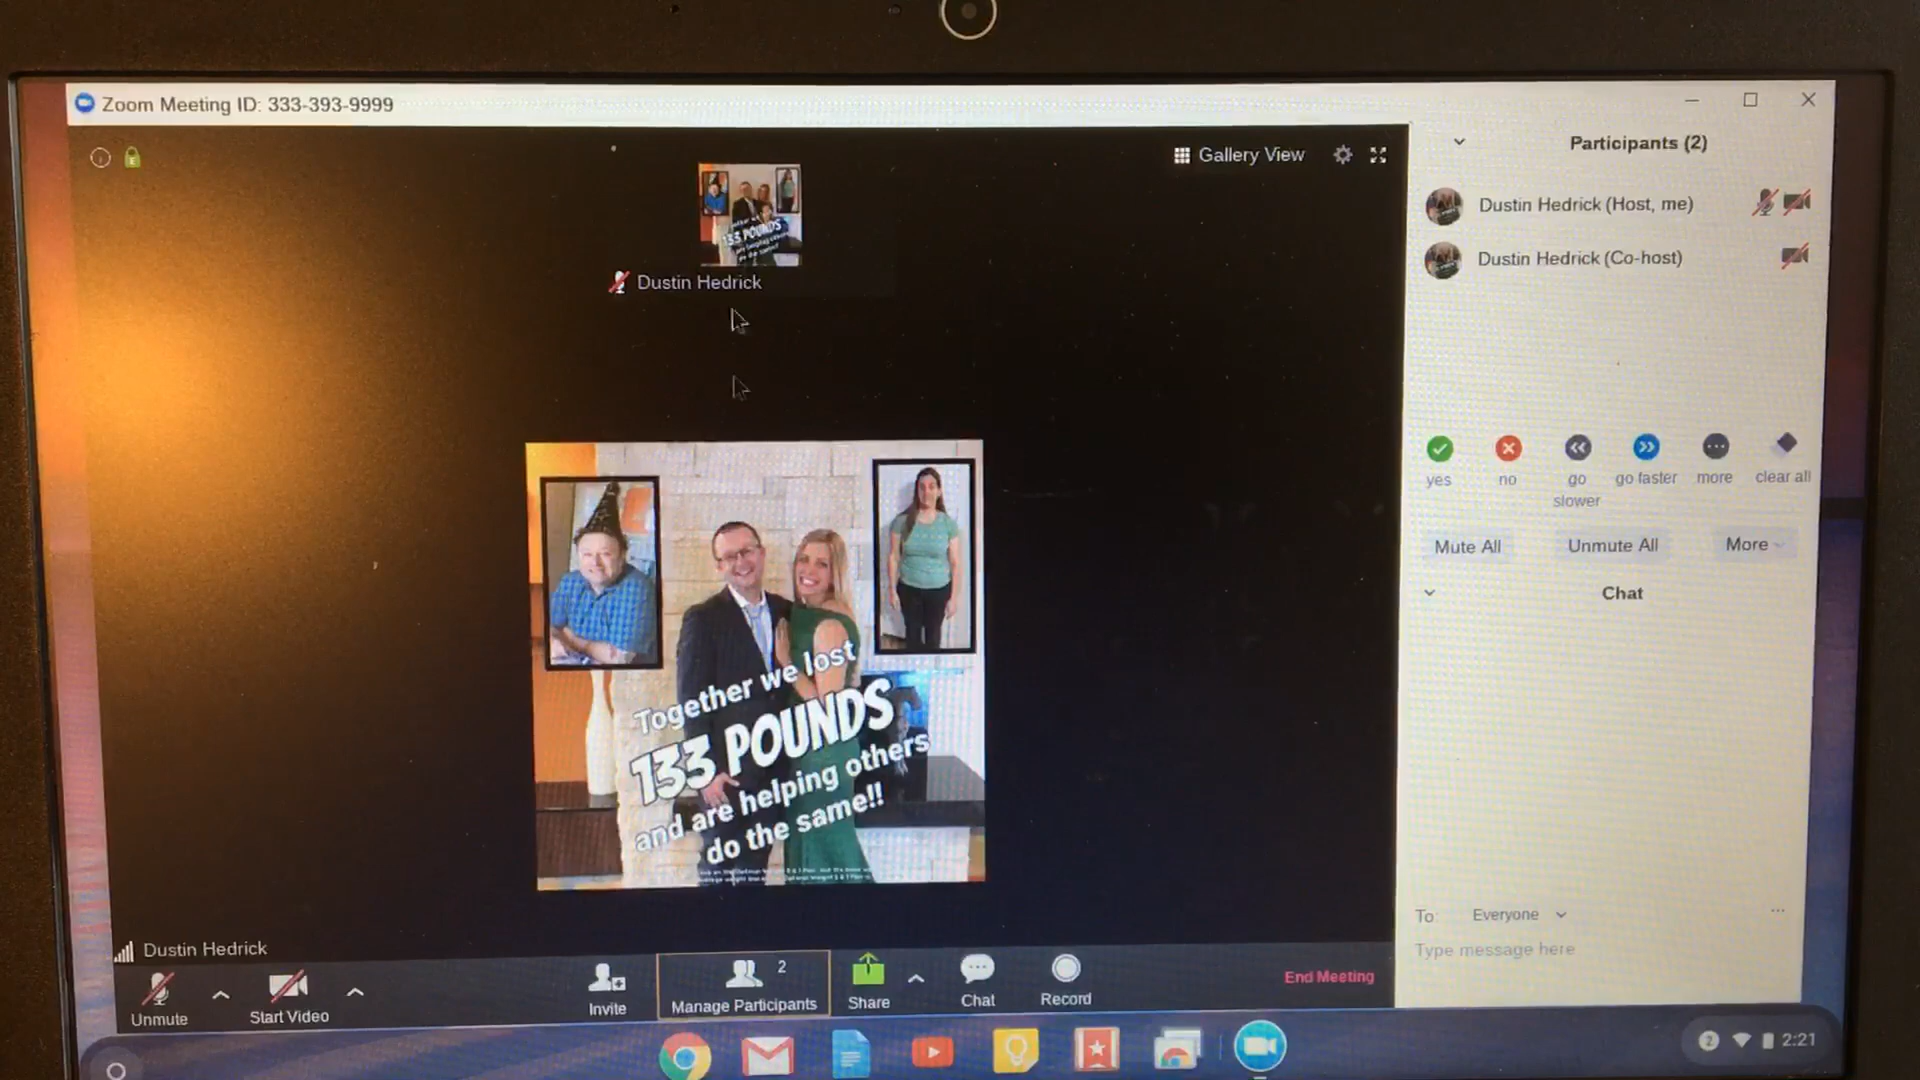 Zoom Meeting ID: 333-393-9999
Gallery View
Participants (2)
133 POUNDS
Dustin Hedrick
Dustin Hedrick (Host, me)
Dustin Hedrick (Co-host)
yes
no
go slower
go faster
more
clear all
Mute All
Unmute All
More
Chat
Together we lost
133 POUNDS
and are helping others
do the same!!
To:
Everyone
Type message here
Dustin Hedrick
Unmute
Start Video
Invite
2
Manage Participants
Share
Chat
Record
End Meeting
2
2:21